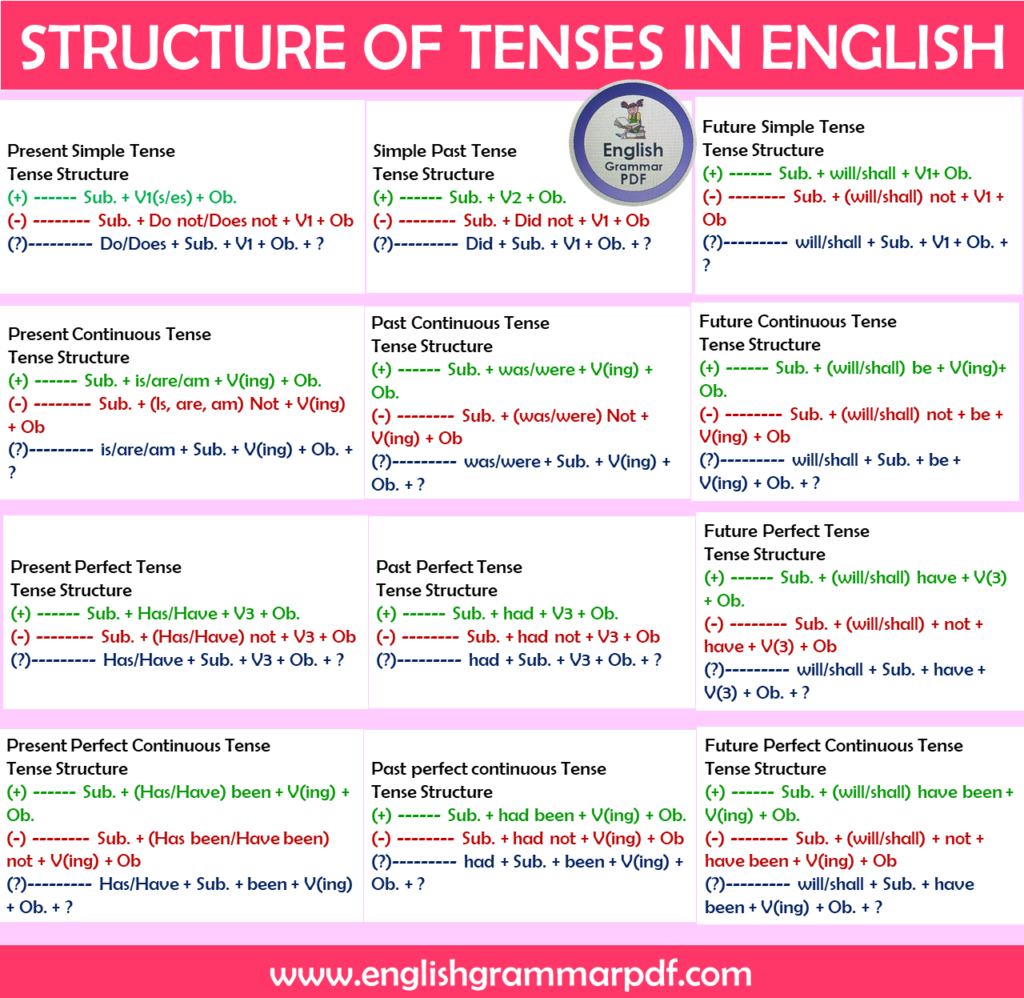 STRUCTURE OF TENSES IN ENGLISH
English
Grammar
PDF
Present Simple Tense
Tense Structure
(+) ------ Sub. + V1(s/es) + Ob.
(-) -------- Sub. + Do not/Does not + V1 + Ob
(?)--------- Do/Does + Sub. + V1 + Ob. + ?
Simple Past Tense
Tense Structure
(+) ------ Sub. + V2 + Ob.
(-) -------- Sub. + Did not + V1 + Ob
(?)--------- Did + Sub. + V1 + Ob. + ?
Future Simple Tense
Tense Structure
(+) ------ Sub. + will/shall + V1+ Ob.
(-) -------- Sub. + (will/shall) not + V1 +
Ob
(?)--------- will/shall + Sub. + V1 + Ob. +
?
Present Continuous Tense
Tense Structure
(+) ------ Sub. + is/are/am + V(ing) + Ob.
(-) -------- Sub. + (Is, are, am) Not + V(ing)
+ Ob
(?)--------- is/are/am + Sub. + V(ing) + Ob. +
?
Past Continuous Tense
Tense Structure
(+) ------ Sub. + was/were + V(ing) +
Ob.
(-) -------- Sub. + (was/were) Not +
V(ing) + Ob
(?)--------- was/were + Sub. + V(ing) +
Ob. + ?
Future Continuous Tense
Tense Structure
(+) ------ Sub. + (will/shall) be + V(ing)+
Ob.
(-) -------- Sub. + (will/shall) not + be +
V(ing) + Ob
(?)--------- will/shall + Sub. + be +
V(ing) + Ob. + ?
Present Perfect Tense
Tense Structure
(+) ------ Sub. + Has/Have + V3 + Ob.
(-) -------- Sub. + (Has/Have) not + V3 + Ob
(?)--------- Has/Have + Sub. + V3 + Ob. + ?
Past Perfect Tense
Tense Structure
(+) ------ Sub. + had + V3 + Ob.
(-) -------- Sub. + had not + V3 + Ob
(?)--------- had + Sub. + V3 + Ob. + ?
Future Perfect Tense
Tense Structure
(+) ------ Sub. + (will/shall) have + V(3)
+ Ob.
(-) -------- Sub. + (will/shall) + not +
have + V(3) + Ob
(?)--------- will/shall + Sub. + have +
V(3) + Ob. + ?
Present Perfect Continuous Tense
Tense Structure
(+) ------ Sub. + (Has/Have) been + V(ing) +
Ob.
(-) -------- Sub. + (Has been/Have been)
not + V(ing) + Ob
(?)--------- Has/Have + Sub. + been + V(ing)
+ Ob. + ?
Past perfect continuous Tense
Tense Structure
(+) ------ Sub. + had been + V(ing) + Ob.
(-) -------- Sub. + had not + V(ing) + Ob
(?)--------- had + Sub. + been + V(ing) +
Ob. + ?
Future Perfect Continuous Tense
Tense Structure
(+) ------ Sub. + (will/shall) have been +
V(ing) + Ob.
(-) -------- Sub. + (will/shall) + not +
have been + V(ing) + Ob
(?)--------- will/shall + Sub. + have
been + V(ing) + Ob. + ?
www.englishgrammarpdf.com